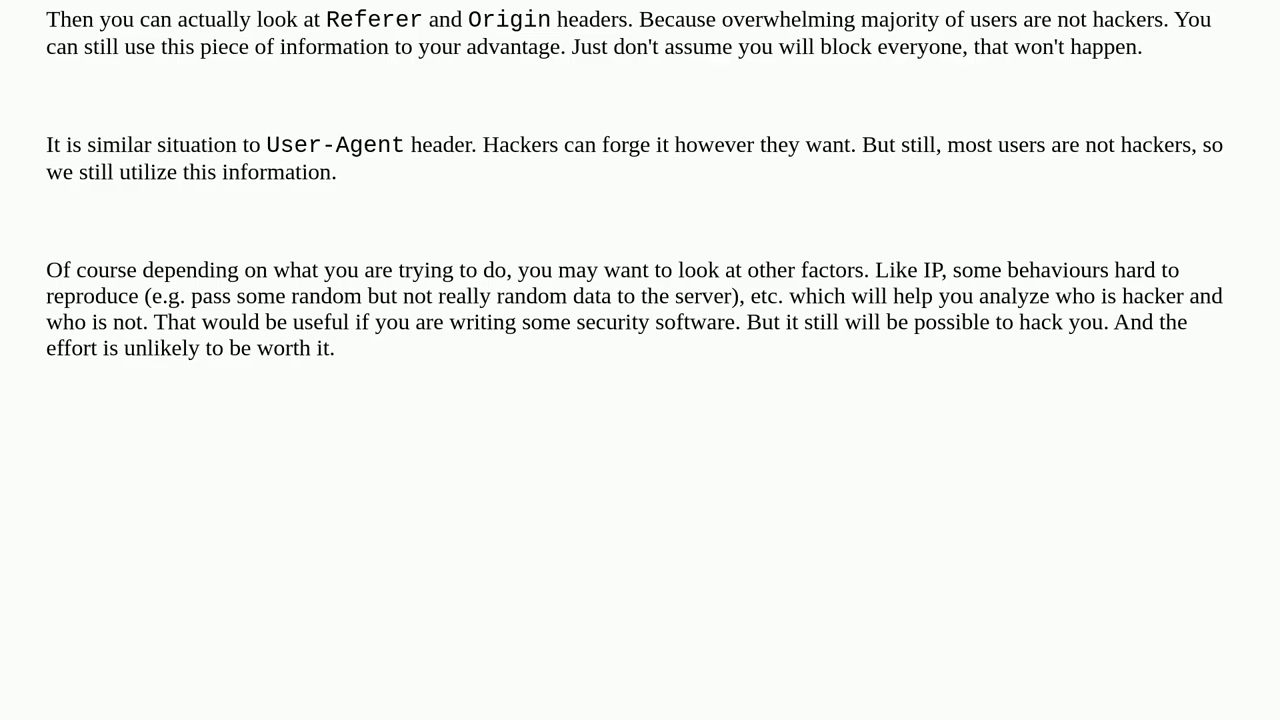 Then you can actually look at Referer and Origin headers. Because overwhelming majority of users are not hackers. You
can still use this piece of information to your advantage. Just don't assume you will block everyone, that won't happen.
It is similar situation to User-Agent header. Hackers can forge it however they want. But still, most users are not hackers, so
we still utilize this information.
Of course depending on what you are trying to do, you may want to look at other factors. Like IP, some behaviours hard to
reproduce (e.g. pass some random but not really random data to the server), etc. which will help you analyze who is hacker and
who is not. That would be useful if you are writing some security software. But it still will be possible to hack you. And the
effort is unlikely to be worth it.